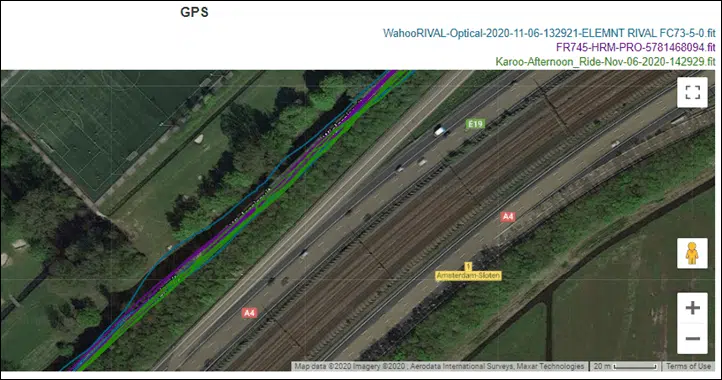 GPS
WahooRIVAL-Optical-2020-11-06-132921-ELEMNT RIVAL FC73-5-0.fit
FR745-HRM-PRO-5781468094.fit
Karoo-Afternoon_Ride-Nov-06-2020-142929.fit
E19
A4
1
Amsterdam-Sloten
A4
Map data ©2020 Imagery ©2020 , Aerodata International Surveys, Maxar Technologies
20 m
Terms of Use